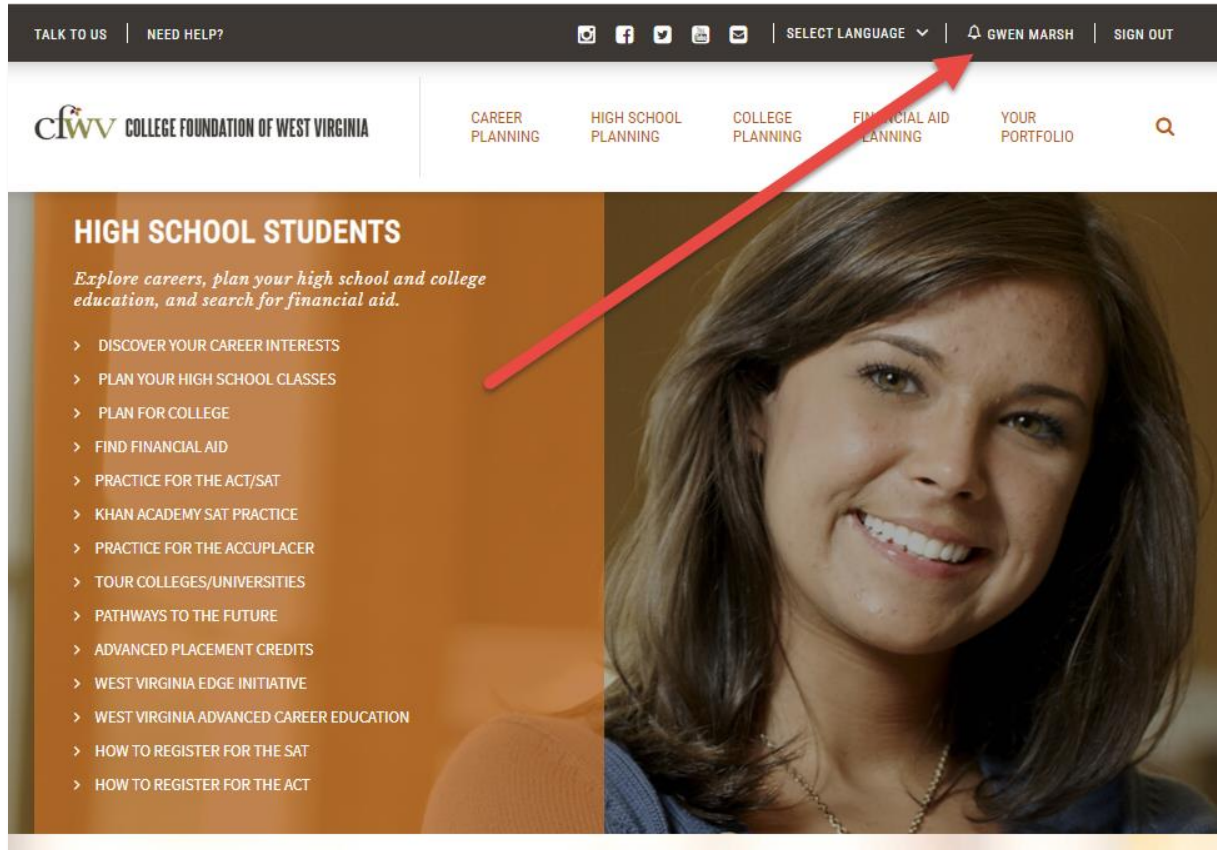 TALK TO US NEED HELP? SELECT LANGUAGE GWEN MARSH SIGN OUT
cfwv COLLEGE FOUNDATION OF WEST VIRGINIA
CAREER
PLANNING
HIGH SCHOOL
PLANNING
COLLEGE
PLANNING
FINANCIAL AID
PLANNING
YOUR
PORTFOLIO
HIGH SCHOOL STUDENTS
Explore careers, plan your high school and college
education, and search for financial aid.
> DISCOVER YOUR CAREER INTERESTS
> PLAN YOUR HIGH SCHOOL CLASSES
> PLAN FOR COLLEGE
> FIND FINANCIAL AID
> PRACTICE FOR THE ACT/SAT
> KHAN ACADEMY SAT PRACTICE
> PRACTICE FOR THE ACCUPLACER
> TOUR COLLEGES/UNIVERSITIES
> PATHWAYS TO THE FUTURE
> ADVANCED PLACEMENT CREDITS
> WEST VIRGINIA EDGE INITIATIVE
> WEST VIRGINIA ADVANCED CAREER EDUCATION
> HOW TO REGISTER FOR THE SAT
> HOW TO REGISTER FOR THE ACT